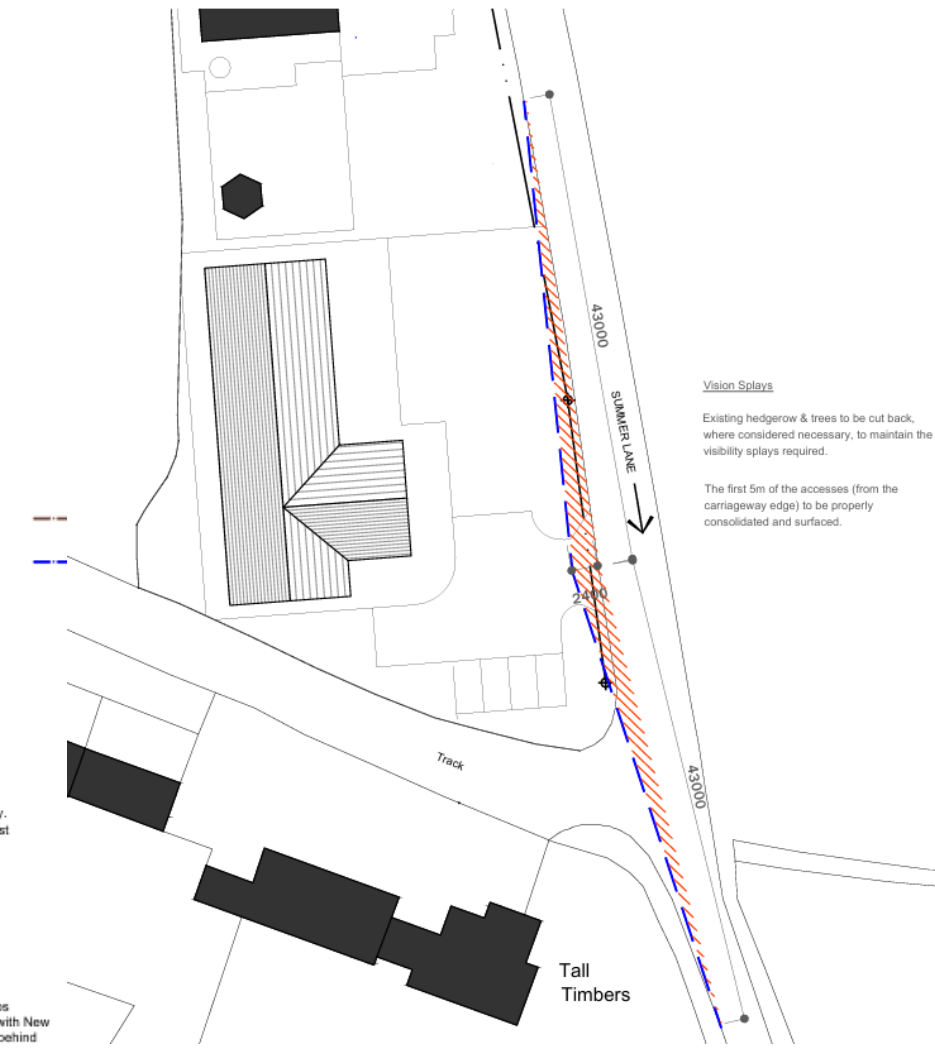 43000
SUMMER LANE
Vision Splays
Existing hedgerow & trees to be cut back,
where considered necessary, to maintain the
visibility splays required.
The first 5m of the accesses (from the
carriageway edge) to be properly
consolidated and surfaced.
2400
Track
43000
y.
st
Tall
Timbers
with New
behind